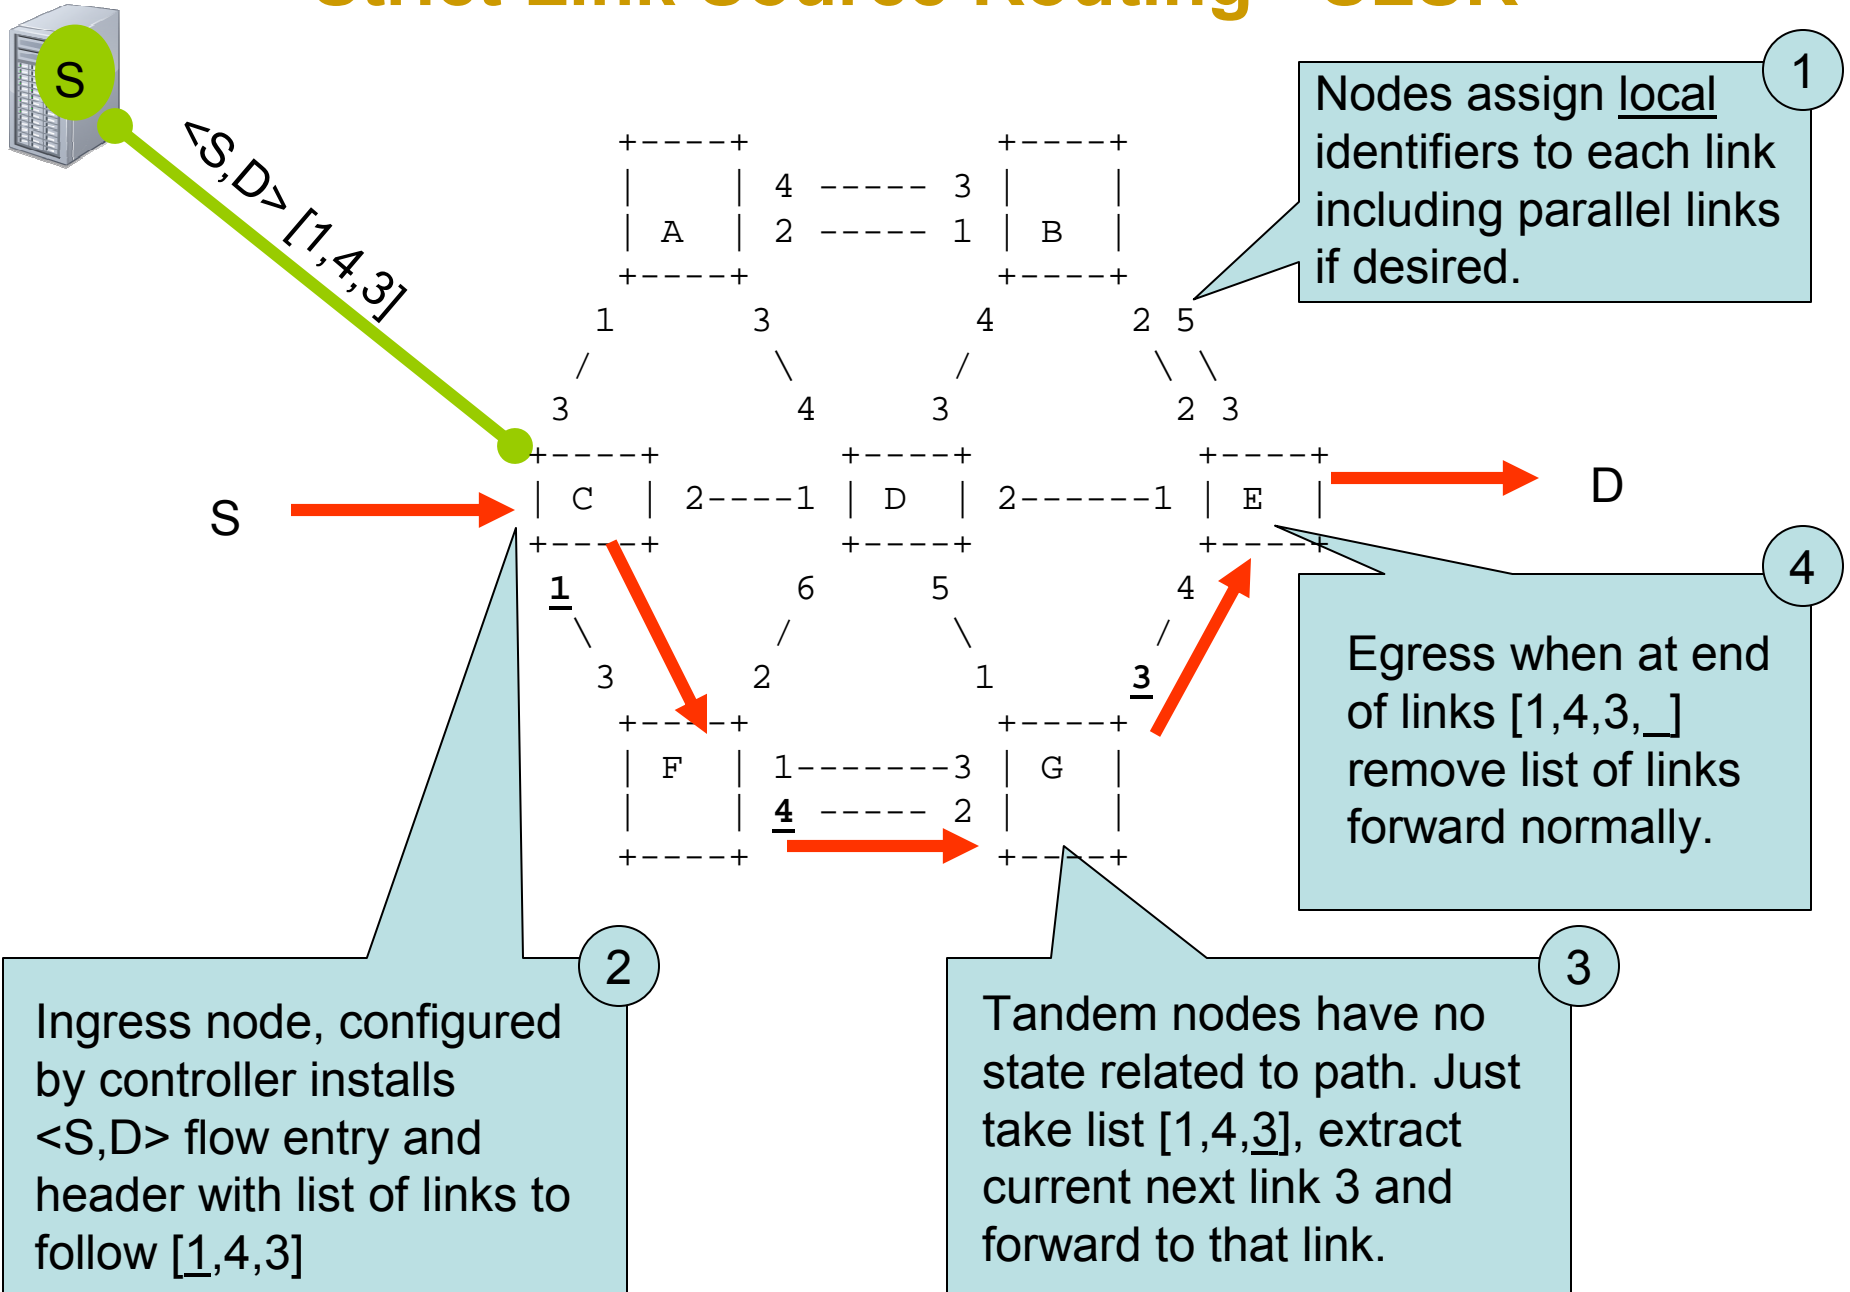 Strict Link Source Routing - SLSR
S
<S,D> [1,4,3]
1
Nodes assign local
identifiers to each link
including parallel links
if desired.
+----+ +----+
| | 4 ----- 3 | |
| A | 2 ----- 1 | B |
+----+ +----+
1 3 4 2 5
/ \ / \ \
3 4 3 2 3
+----+ +----+ +----+
S | C | 2----1 | D | 2------1 | E | D
+----+ +----+ +----+
1 6 5 4
\ / \ /
3 2 1 3
+----+ +----+
| F | 1-------3 | G |
| | 4 ----- 2 | |
+----+ +----+
4
Egress when at end
of links [1,4,3,_]
remove list of links
forward normally.
2
Ingress node, configured
by controller installs
<S,D> flow entry and
header with list of links to
follow [1,4,3]
3
Tandem nodes have no
state related to path. Just
take list [1,4,3], extract
current next link 3 and
forward to that link.